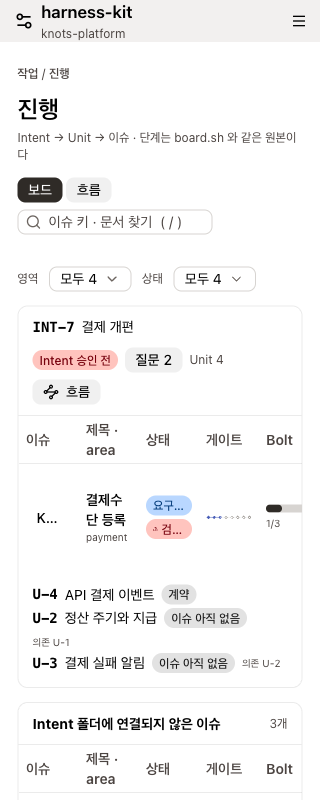 harness-kit
knots-platform
작업 / 진행
진행
Intent → Unit → 이슈 · 단계는 board.sh 와 같은 원본이
다
보드 흐름
이슈 키 · 문서 찾기 ( / )
영역 모두 4 상태 모두 4
INT-7 결제 개편
Intent 승인 전 질문 2 Unit 4
흐름
이슈 제목 · area 상태 게이트 Bolt
K... 결제수단 등록 payment 요구... 검... 1/3
U-4 API 결제 이벤트 계약
U-2 정산 주기와 지급 이슈 아직 없음
의존 U-1
U-3 결제 실패 알림 이슈 아직 없음 의존 U-2
Intent 폴더에 연결되지 않은 이슈 3개
이슈 제목 · area 상태 게이트 Bolt